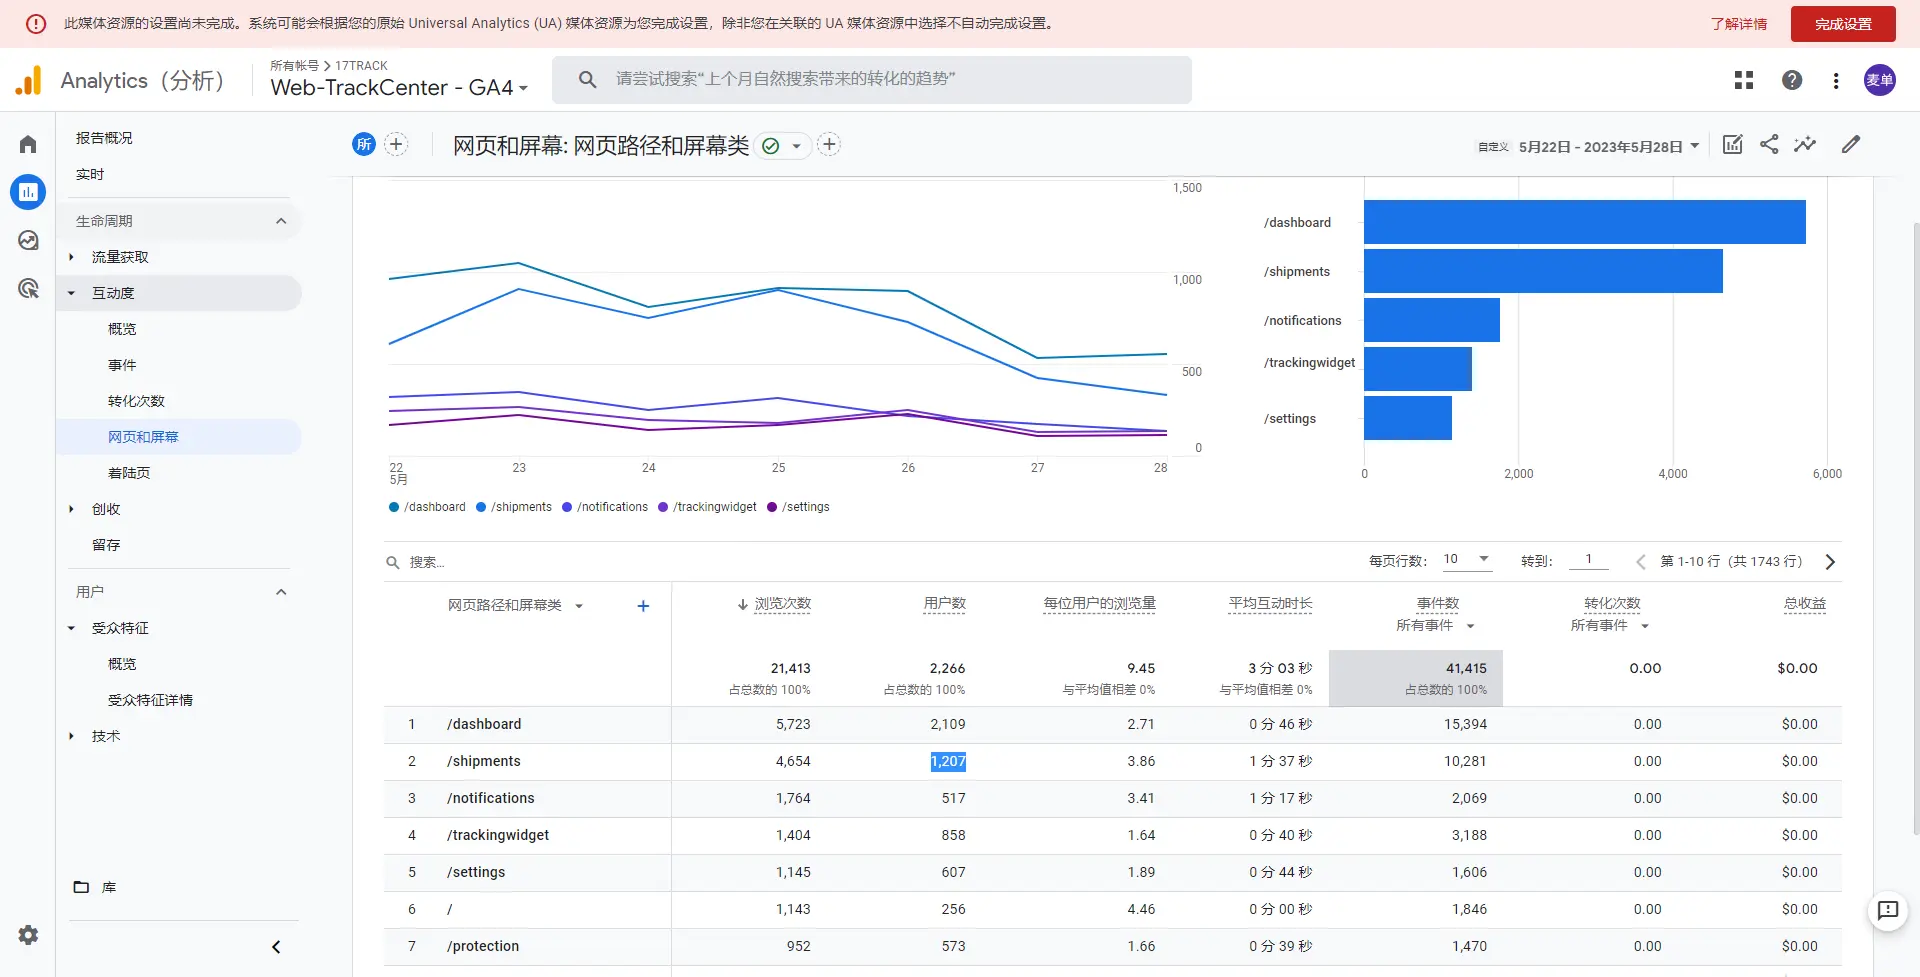 此媒体资源的设置尚未完成。系统可能会根据您的原始 Universal Analytics (UA) 媒体资源为您完成设置，除非您在关联的 UA 媒体资源中选择不自动完成设置。
了解详情
完成设置
Analytics（分析）
所有帐号 > 17TRACK
Web-TrackCenter - GA4
请尝试搜索“上个月自然搜索带来的转化的趋势”
麦单
报告概况
实时
生命周期
流量获取
互动度
概览
事件
转化次数
网页和屏幕
着陆页
创收
留存
用户
受众特征
概览
受众特征详情
技术
库
所
网页和屏幕: 网页路径和屏幕类
自定义 5月22日 - 2023年5月28日
1,500
1,000
500
0
22 23 24 25 26 27 28
5月
/dashboard /shipments /notifications /trackingwidget /settings
/dashboard
/shipments
/notifications
/trackingwidget
/settings
0 2,000 4,000 6,000
搜索...
每页行数： 10 转到： 1 第 1-10 行（共 1743 行）
网页路径和屏幕类 浏览次数 用户数 每位用户的浏览量 平均互动时长 事件数 转化次数 总收益
所有事件 所有事件
21,413 2,266 9.45 3 分 03 秒 41,415 0.00 $0.00
占总数的 100% 占总数的 100% 与平均值相差 0% 与平均值相差 0% 占总数的 100%
1 /dashboard 5,723 2,109 2.71 0 分 46 秒 15,394 0.00 $0.00
2 /shipments 4,654 1,207 3.86 1 分 37 秒 10,281 0.00 $0.00
3 /notifications 1,764 517 3.41 1 分 17 秒 2,069 0.00 $0.00
4 /trackingwidget 1,404 858 1.64 0 分 40 秒 3,188 0.00 $0.00
5 /settings 1,145 607 1.89 0 分 44 秒 1,606 0.00 $0.00
6 / 1,143 256 4.46 0 分 00 秒 1,846 0.00 $0.00
7 /protection 952 573 1.66 0 分 39 秒 1,470 0.00 $0.00